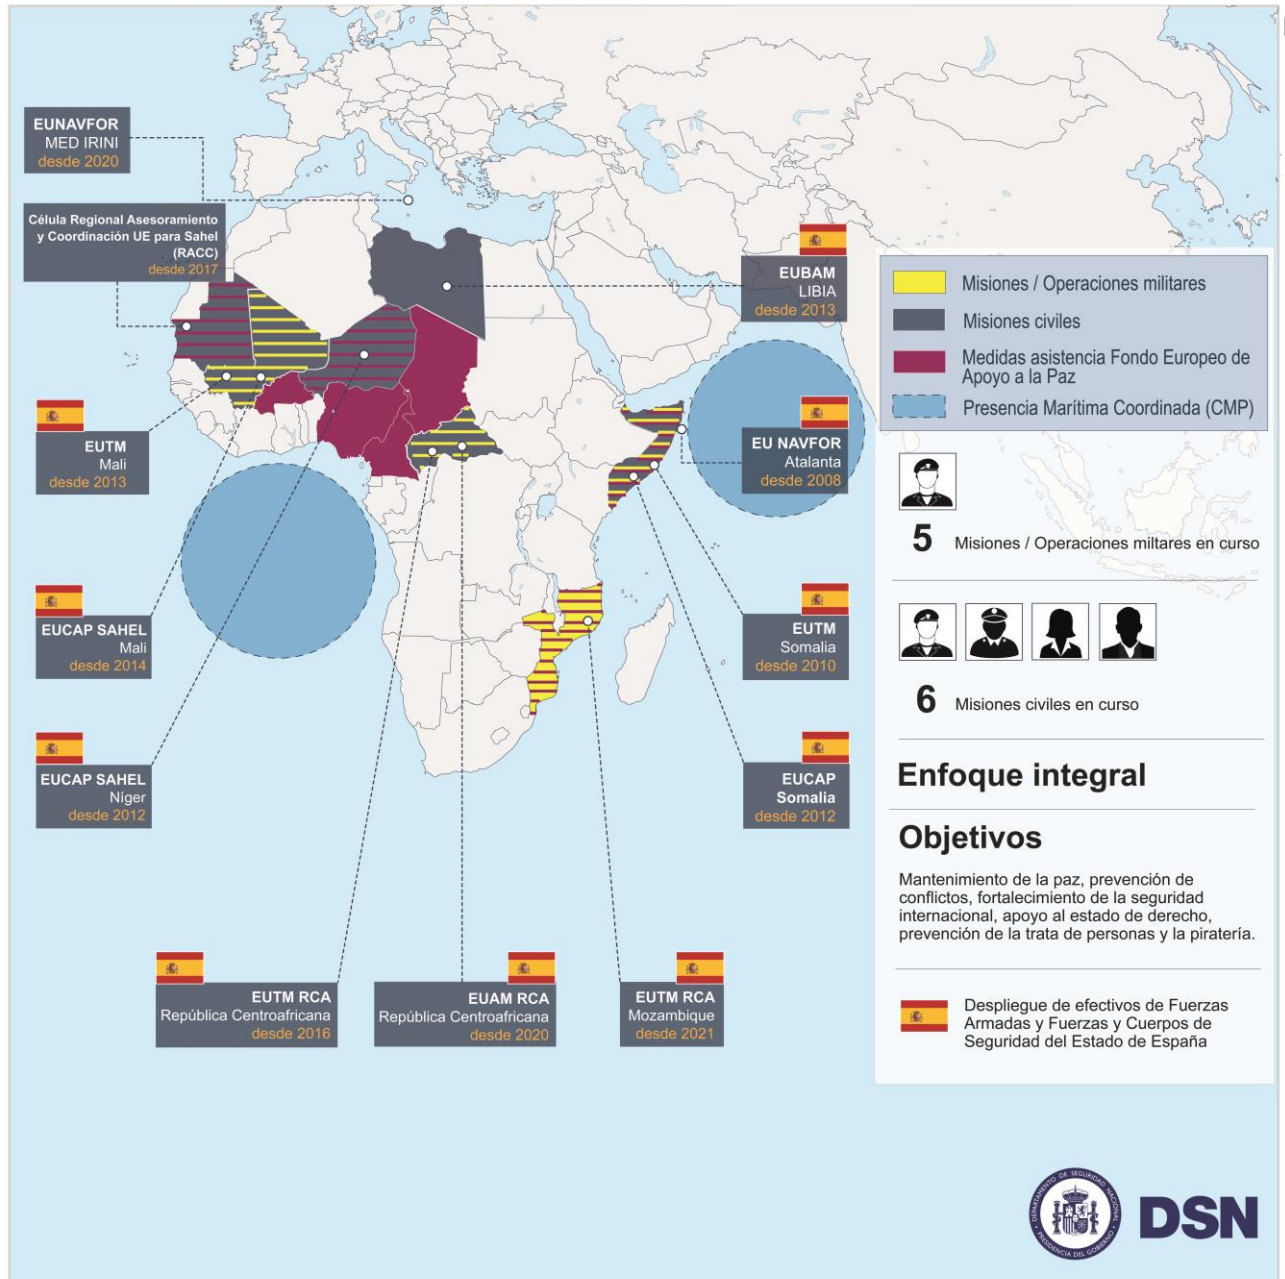 EUNAVFOR
MED IRINI
desde 2020
Célula Regional Asesoramiento
y Coordinación UE para Sahel
(RACC)
desde 2017
EUBAM
LIBIA
desde 2013
EUTM
Mali
desde 2013
EU NAVFOR
Atalanta
desde 2008
EUCAP SAHEL
Mali
desde 2014
EUTM
Somalia
desde 2010
EUCAP SAHEL
Níger
desde 2012
EUCAP
Somalia
desde 2012
EUTM RCA
República Centroafricana
desde 2016
EUAM RCA
República Centroafricana
desde 2020
EUTM RCA
Mozambique
desde 2021
Misiones / Operaciones militares
Misiones civiles
Medidas asistencia Fondo Europeo de
Apoyo a la Paz
Presencia Marítima Coordinada (CMP)
5 Misiones / Operaciones miltares en curso
6 Misiones civiles en curso
Enfoque integral
Objetivos
Mantenimiento de la paz, prevención de
conflictos, fortalecimiento de la seguridad
internacional, apoyo al estado de derecho,
prevención de la trata de personas y la piratería.
Despliegue de efectivos de Fuerzas
Armadas y Fuerzas y Cuerpos de
Seguridad del Estado de España
DEPARTAMENTO DE SEGURIDAD NACIONAL
PRESIDENCIA DEL GOBIERNO
DSN